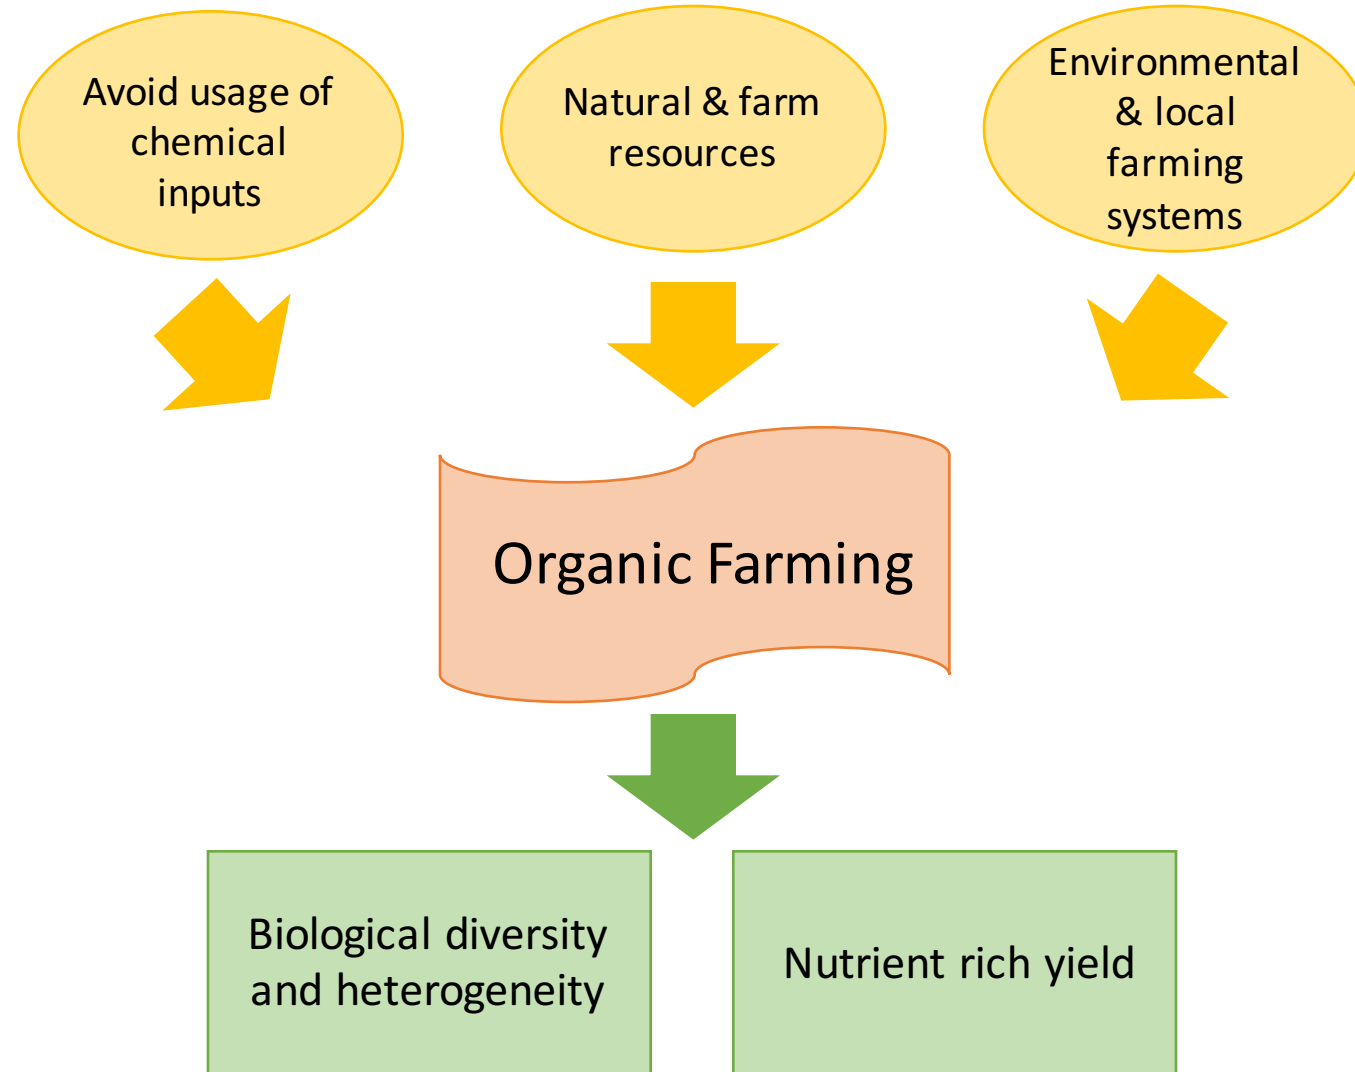 Avoid usage of
chemical
inputs
Natural & farm
resources
Environmental
& local
farming
systems
Organic Farming
Biological diversity
and heterogeneity
Nutrient rich yield